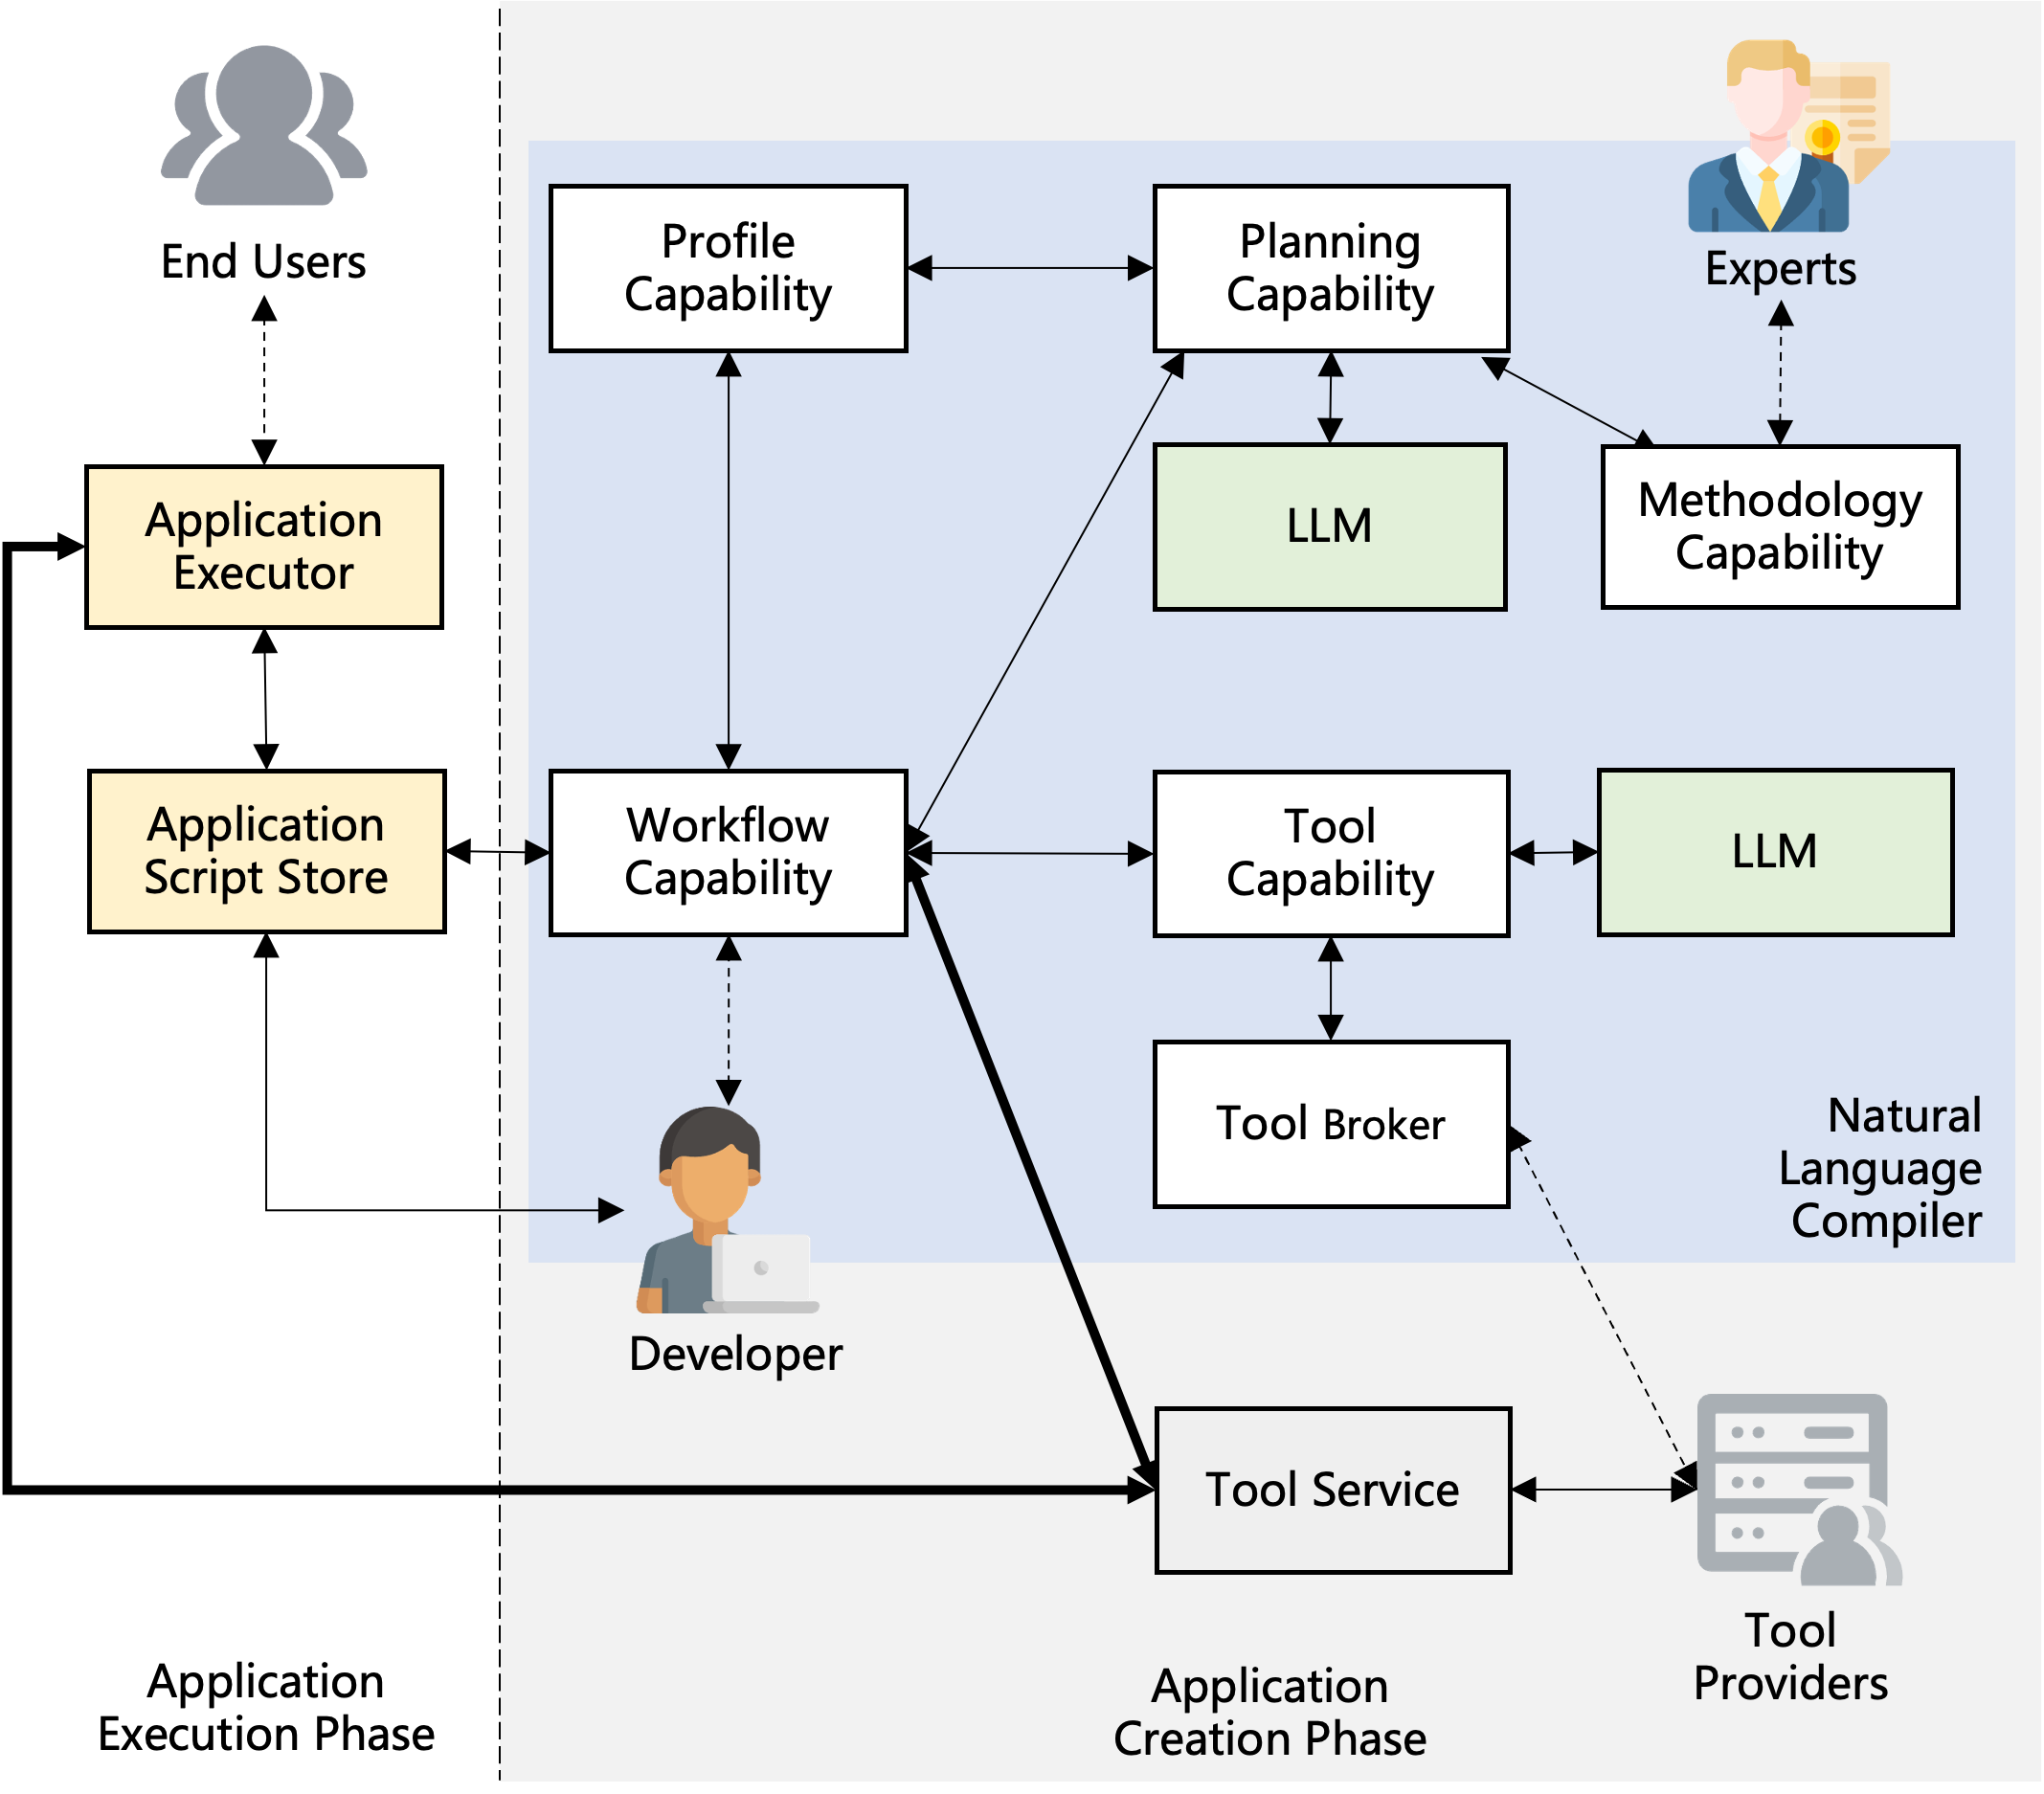 End Users
Experts
Profile
Capability
Planning
Capability
Application
Executor
LLM
Methodology
Capability
Application
Script Store
Workflow
Capability
Tool
Capability
LLM
Tool Broker
Natural
Language
Compiler
Developer
Tool Service
Tool
Providers
Application
Execution Phase
Application
Creation Phase